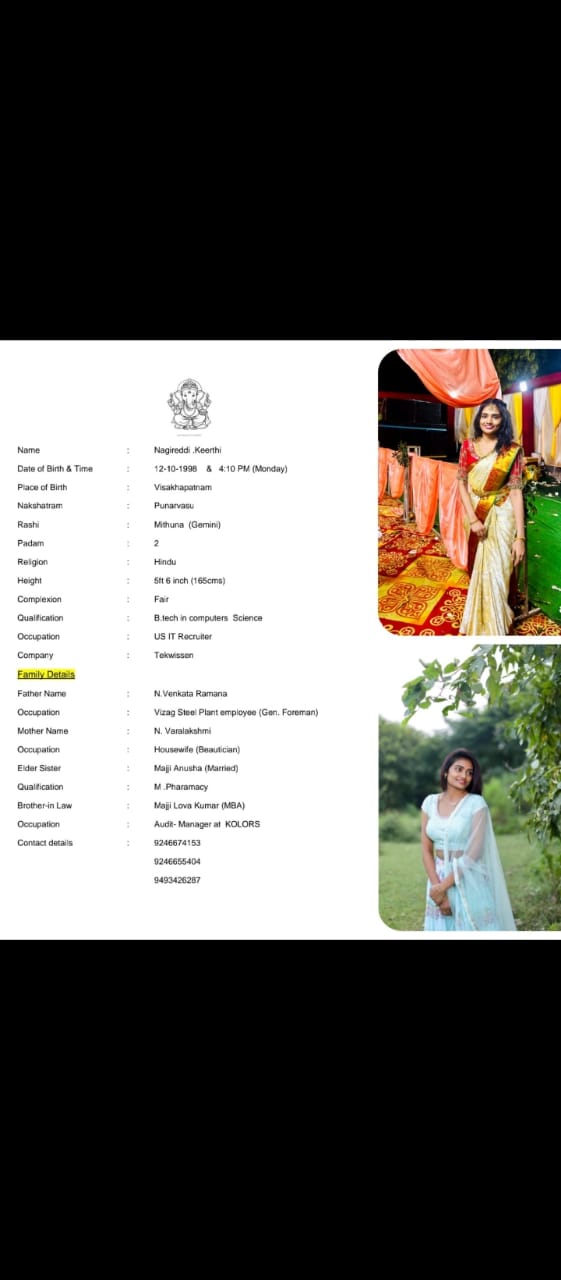 Name : Nagireddi .Keerthi
Date of Birth & Time : 12-10-1998 & 4:10 PM (Monday)
Place of Birth : Visakhapatnam
Nakshatram : Punarvasu
Rashi : Mithuna (Gemini)
Padam : 2
Religion : Hindu
Height : 5ft 6 inch (165cms)
Complexion : Fair
Qualification : B.tech in computers Science
Occupation : US IT Recruiter
Company : Tekwissen
Family Details
Father Name : N.Venkata Ramana
Occupation : Vizag Steel Plant employee (Gen. Foreman)
Mother Name : N. Varalakshmi
Occupation : Housewife (Beautician)
Elder Sister : Majji Anusha (Married)
Qualification : M .Pharamacy
Brother-in Law : Majji Lova Kumar (MBA)
Occupation : Audit- Manager at KOLORS
Contact details : 9246674153
9246655404
9493426287